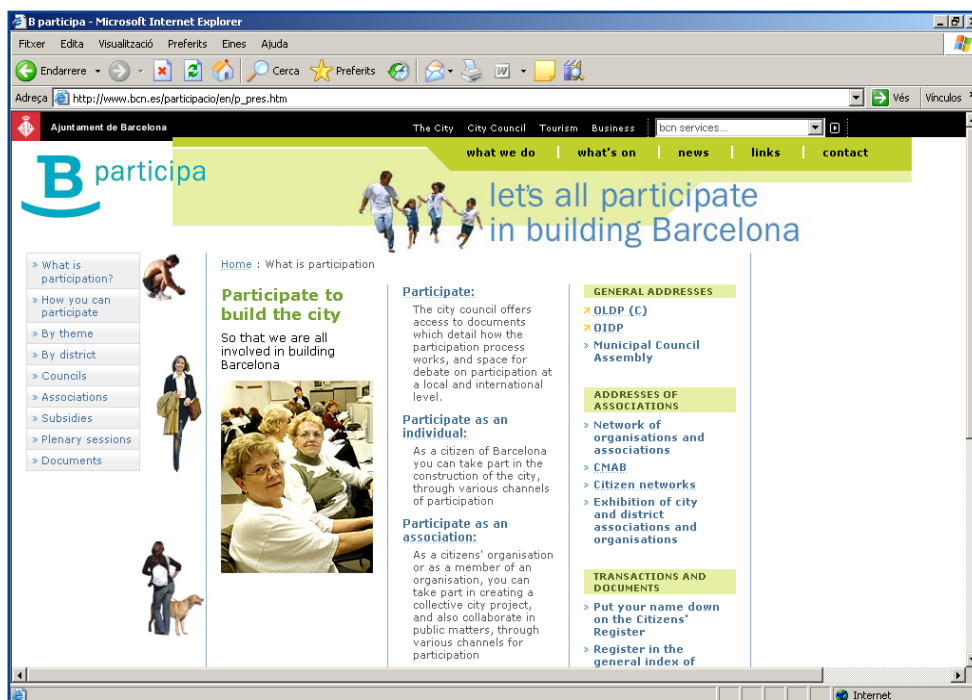 B participa - Microsoft Internet Explorer
Fitxer Edita Visualització Preferits Eines Ajuda
Endarrere Cerca Preferits
Adreça http://www.bcn.es/participacio/en/p_pres.htm Vés Vínculos
Ajuntament de Barcelona The City City Council Tourism Business bcn services...
what we do what's on news links contact
B participa
let's all participate
in building Barcelona
» What is
participation?
» How you can
participate
» By theme
» By district
» Councils
» Associations
» Subsidies
» Plenary sessions
» Documents
Home : What is participation
Participate to
build the city
So that we are all
involved in building
Barcelona
Participate:
The city council offers
access to documents
which detail how the
participation process
works, and space for
debate on participation at
a local and international
level.
Participate as an
individual:
As a citizen of Barcelona
you can take part in the
construction of the city,
through various channels
of participation
Participate as an
association:
As a citizens' organisation
or as a member of an
organisation, you can
take part in creating a
collective city project,
and also collaborate in
public matters, through
various channels for
participation
GENERAL ADDRESSES
OLDP (C)
OIDP
» Municipal Council
Assembly
ADDRESSES OF
ASSOCIATIONS
» Network of
organisations and
associations
» CMAB
» Citizen networks
» Exhibition of city
and district
associations and
organisations
TRANSACTIONS AND
DOCUMENTS
» Put your name down
on the Citizens'
Register
» Register in the
general index of
Internet